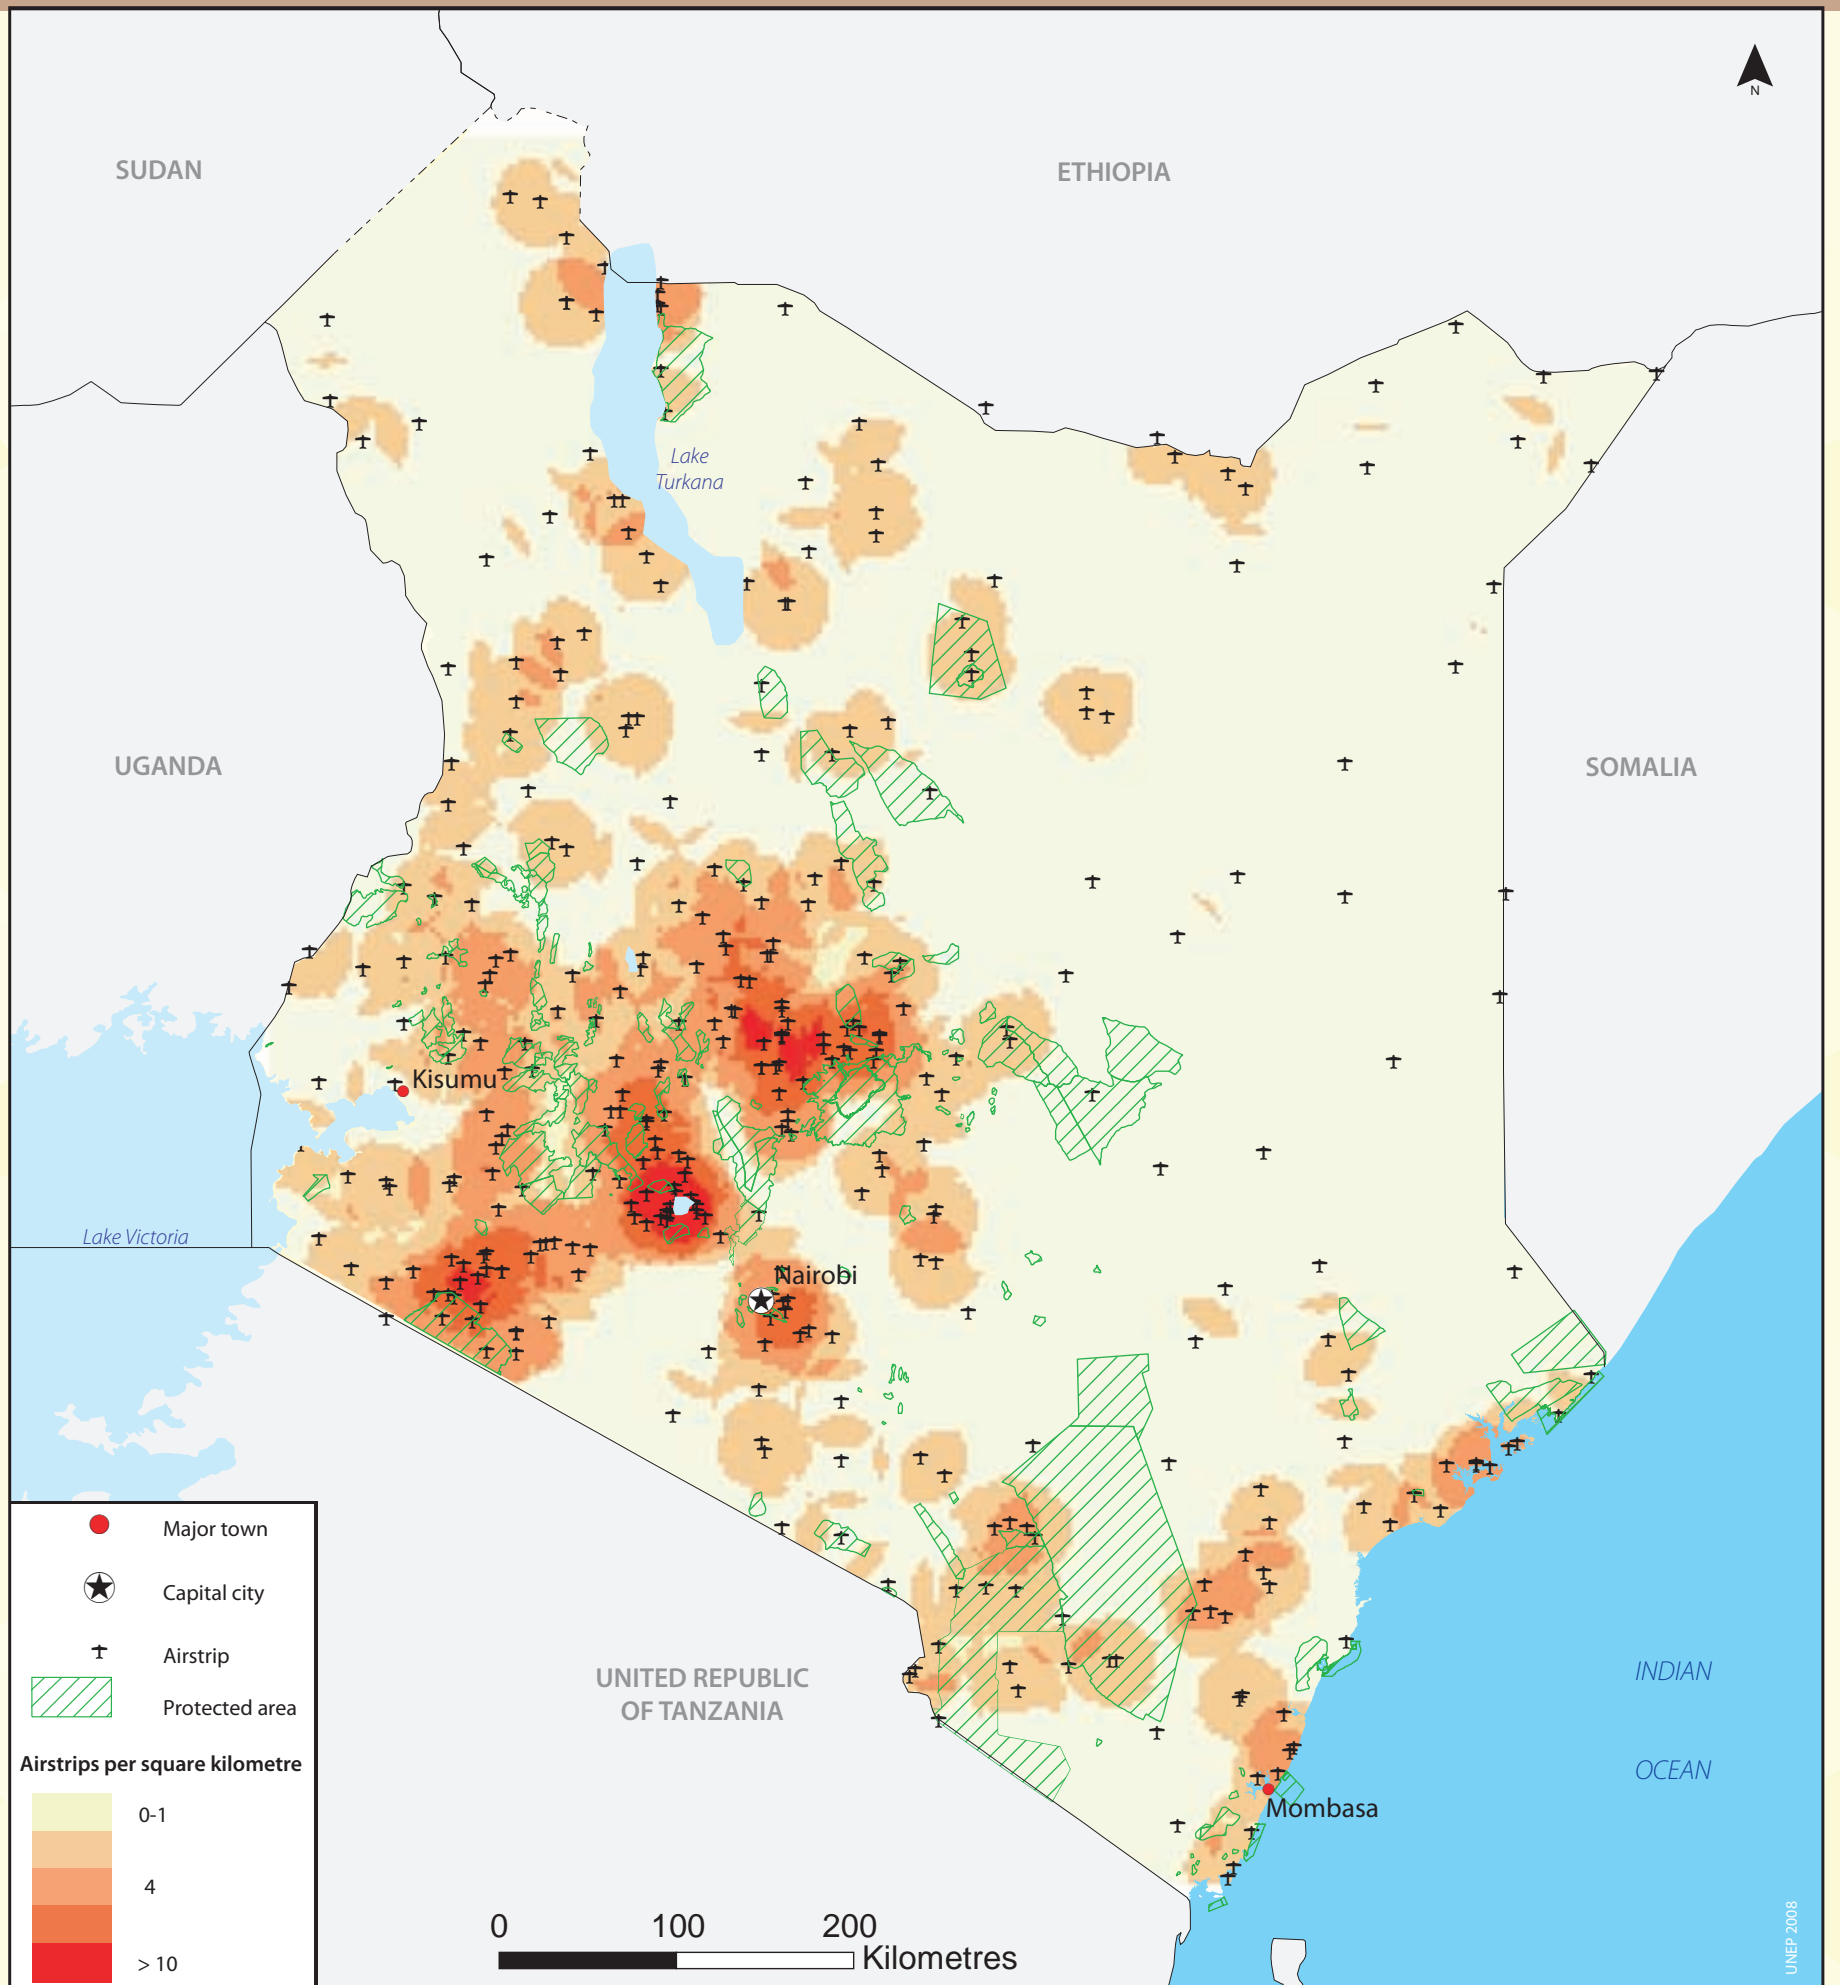 N
SUDAN
ETHIOPIA
Lake
Turkana
UGANDA
SOMALIA
Kisumu
Lake Victoria
Nairobi
UNITED REPUBLIC
OF TANZANIA
INDIAN
OCEAN
Mombasa
Major town
Capital city
Airstrip
Protected area
Airstrips per square kilometre
0-1
4
> 10
0 100 200
Kilometres
UNEP 2008